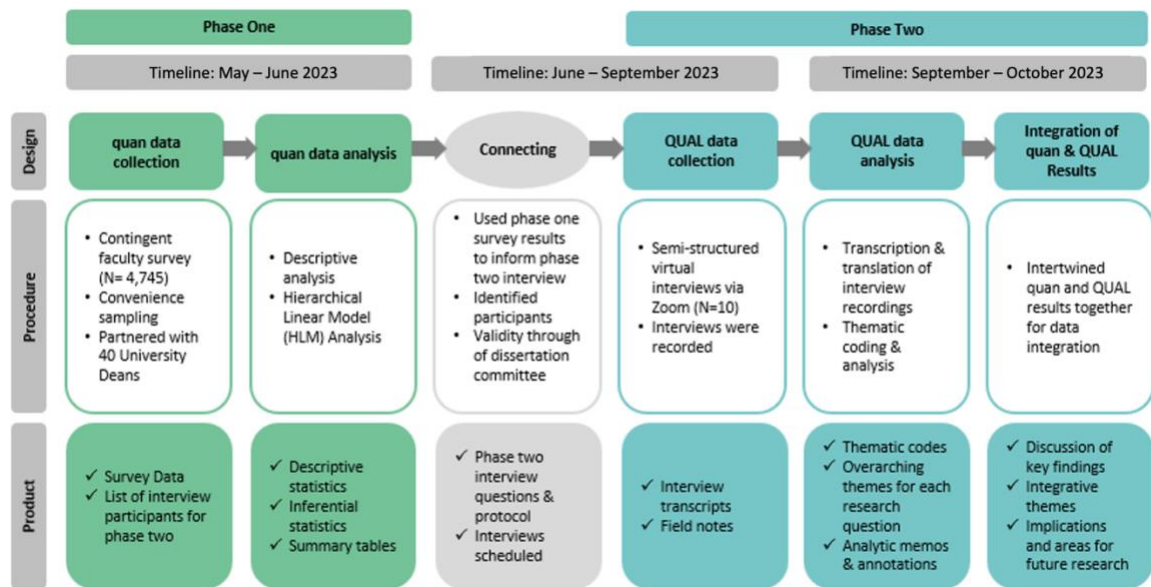 Phase One
Phase Two
Timeline: May – June 2023
Timeline: June – September 2023
Timeline: September – October 2023
Design
quan data
collection
quan data analysis
Connecting
QUAL data
collection
QUAL data
analysis
Integration of
quan & QUAL
Results
Procedure
• Contingent
faculty survey
(N= 4,745)
• Convenience
sampling
• Partnered with
40 University
Deans
• Descriptive
analysis
• Hierarchical
Linear Model
(HLM) Analysis
• Used phase one
survey results
to inform phase
two interview
• Identified
participants
• Validity through
of dissertation
committee
• Semi-structured
virtual
interviews via
Zoom (N=10)
• Interviews were
recorded
• Transcription &
translation of
interview
recordings
• Thematic
coding &
analysis
• Intertwined
quan and QUAL
results together
for data
integration
Product
✓ Survey Data
✓ List of interview
participants for
phase two
✓ Descriptive
statistics
✓ Inferential
statistics
✓ Summary tables
✓ Phase two
interview
questions &
protocol
✓ Interviews
scheduled
✓ Interview
transcripts
✓ Field notes
✓ Thematic codes
✓ Overarching
themes for each
research
question
✓ Analytic memos
& annotations
✓ Discussion of
key findings
✓ Integrative
themes
✓ Implications
and areas for
future research